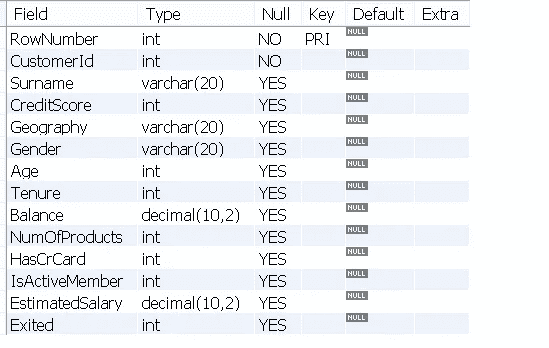 Field Type Null Key Default Extra
RowNumber int NO PRI NULL
CustomerId int NO NULL
Surname varchar(20) YES NULL
CreditScore int YES NULL
Geography varchar(20) YES NULL
Gender varchar(20) YES NULL
Age int YES NULL
Tenure int YES NULL
Balance decimal(10,2) YES NULL
NumOfProducts int YES NULL
HasCrCard int YES NULL
IsActiveMember int YES NULL
EstimatedSalary decimal(10,2) YES NULL
Exited int YES NULL